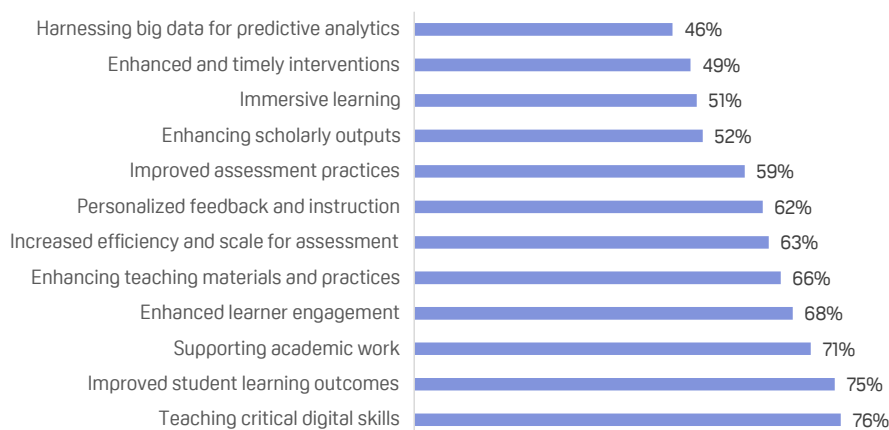 Harnessing big data for predictive analytics 46%
Enhanced and timely interventions 49%
Immersive learning 51%
Enhancing scholarly outputs 52%
Improved assessment practices 59%
Personalized feedback and instruction 62%
Increased efficiency and scale for assessment 63%
Enhancing teaching materials and practices 66%
Enhanced learner engagement 68%
Supporting academic work 71%
Improved student learning outcomes 75%
Teaching critical digital skills 76%